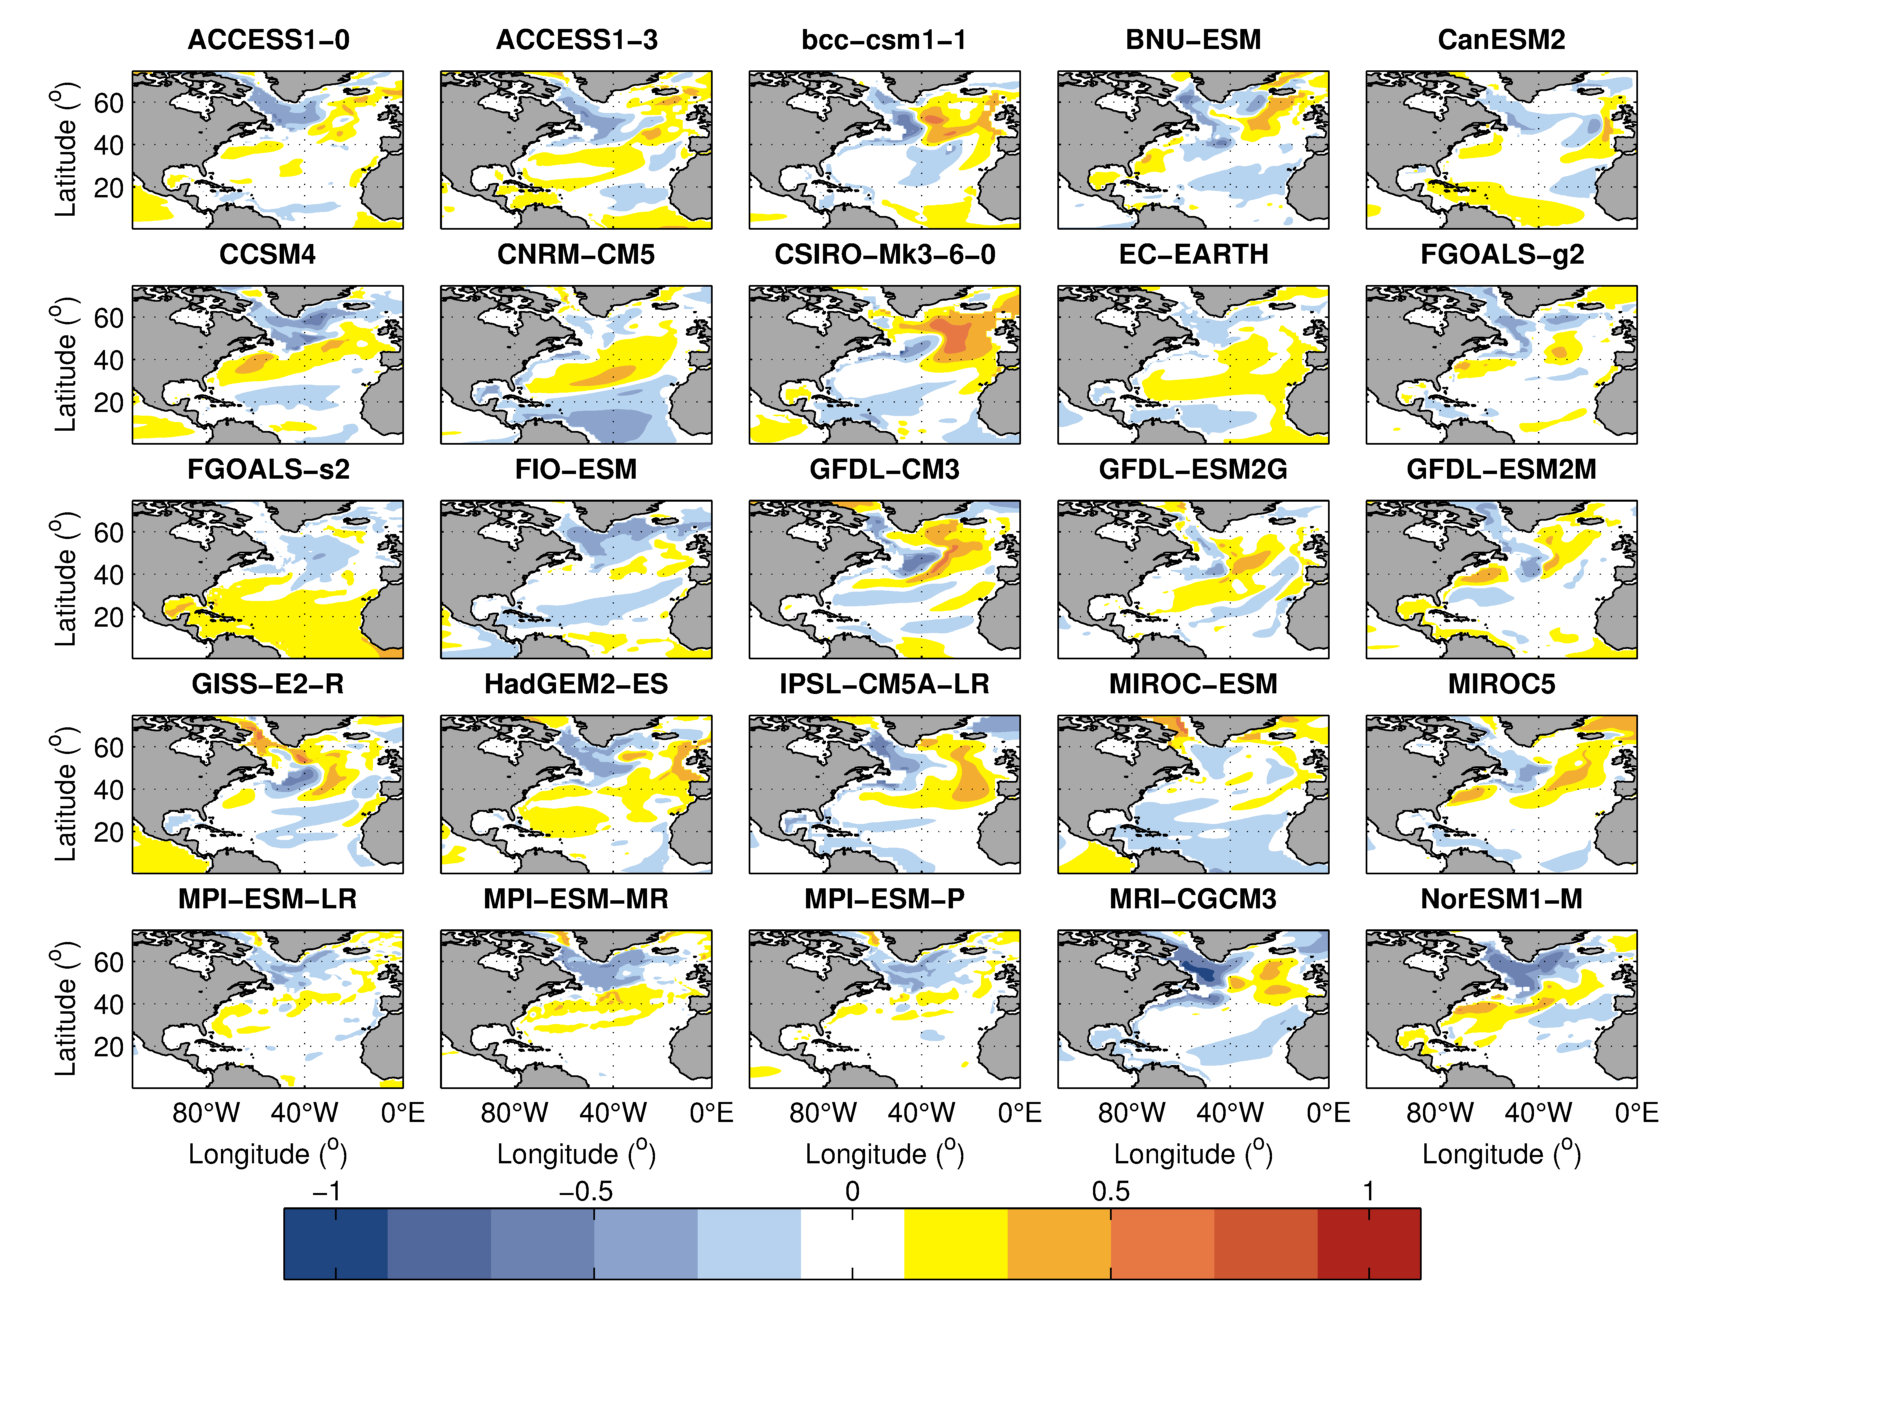 ACCESS1−0 ACCESS1−3 bcc−csm1−1 BNU−ESM CanESM2
Latitude (o)
60
40
20
CCSM4 CNRM−CM5 CSIRO−Mk3−6−0 EC−EARTH FGOALS−g2
Latitude (o)
60
40
20
FGOALS−s2 FIO−ESM GFDL−CM3 GFDL−ESM2G GFDL−ESM2M
Latitude (o)
60
40
20
GISS−E2−R HadGEM2−ES IPSL−CM5A−LR MIROC−ESM MIROC5
Latitude (o)
60
40
20
MPI−ESM−LR MPI−ESM−MR MPI−ESM−P MRI−CGCM3 NorESM1−M
Latitude (o)
60
40
20
80°W 40°W 0°E 80°W 40°W 0°E 80°W 40°W 0°E 80°W 40°W 0°E 80°W 40°W 0°E
Longitude (o) Longitude (o) Longitude (o) Longitude (o) Longitude (o)
−1 −0.5 0 0.5 1